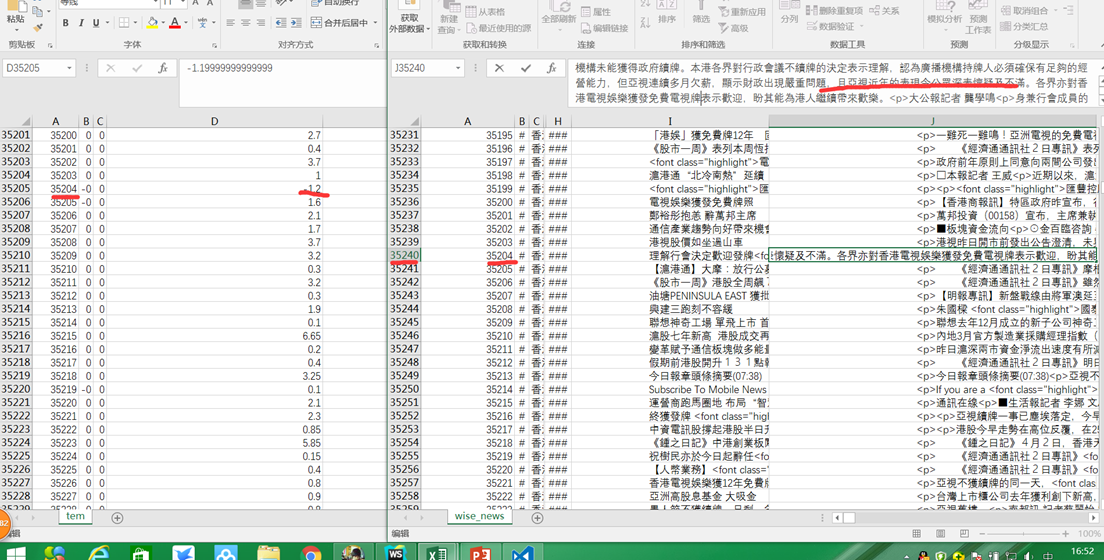 粘贴
B I U
自动换行
合并后居中
剪贴板
字体
对齐方式
获取
外部数据
新建
查询
从表格
最近使用的源
获取和转换
全部刷新
属性
编辑链接
连接
排序
筛选
重新应用
高级
排序和筛选
分列
删除重复项
关系
数据验证
数据工具
模拟分析
预测
工作表
预测
取消组合
分类汇总
分级显示
D35205
-1.19999999999999
J35240
機構未能獲得政府續牌。本港各界對行政會議不續牌的決定表示理解，認為廣播機構持牌人必須確保有足夠的經
營能力，但亞視連續多月欠薪，顯示財政出現嚴重問題，且亞視近年的表現令公眾深表懷疑及不滿。各界亦對香
港電視娛樂獲發免費電視牌表示歡迎，盼其能為港人繼續帶來歡樂。<p>大公報記者 龔學鳴<p>身兼行會成員的
A B C D
35201 35200 0 0 2.7
35202 35201 0 0 0.4
35203 35202 0 0 3.7
35204 35203 0 0 1
35205 35204 -0 0 -1.2
35206 35205 -0 0 1.6
35207 35206 0 0 2.1
35208 35207 0 0 1.7
35209 35208 0 0 3.7
35210 35209 0 0 3.2
35211 35210 0 0 0.3
35212 35211 0 0 3.2
35213 35212 0 0 0.3
35214 35213 0 0 1.9
35215 35214 0 0 0.1
35216 35215 0 0 6.65
35217 35216 0 0 0.2
35218 35217 0 0 0.4
35219 35218 0 0 3.25
35220 35219 -0 0 0.1
35221 35220 0 0 2.1
35222 35221 0 0 2.3
35223 35222 0 0 0.85
35224 35223 0 0 5.85
35225 35224 0 0 0.15
35226 35225 0 0 0.4
35227 35226 0 0 0.8
35228 35227 0 0 0.9
A B C H I J
35231 35195 # 香 ### 「港娛」獲免費牌12年 <p>一雞死一雞鳴！亞洲電視的免費電
35232 35196 # 香 ### 《股市一周》表列本周恆指 <p> 《經濟通通訊社２日專訊》表列
35233 35197 # 香 ### <font class="highlight">電 <p>政府前年原則上同意向兩間公司發
35234 35198 # 香 ### 滬港通“北冷南熱”延續 <p>□本報記者 王威<p>近期以來，滬
35235 35199 # 香 ### <font class="highlight">匯 <p><p><font class="highlight">匯豐控
35236 35200 # 香 ### 電視娛樂獲發免費牌照 <p>【香港商報訊】特區政府昨宣布，
35237 35201 # 香 ### 鄭裕彤抱恙 辭萬邦主席 <p>萬邦投資（00158）宣布，主席兼執
35238 35202 # 香 ### 通信產業趨勢向好帶來機會 <p>■板塊資金流向<p>⊙金百臨咨詢
35239 35203 # 香 ### 港視股價如坐過山車 <p>港視昨日開市前發出公告澄清，未
35240 35204 # 香 ### 理解行會決定歡迎發牌<fo 懷疑及不滿。各界亦對香港電視娛樂獲發免費電視牌表示歡迎，盼其能
35241 35205 # 香 ### 【滬港通】大摩：放行公募 <p> 《經濟通通訊社２日專訊》摩
35242 35206 # 香 ### 《股市一周》港股全周飆７ <p> 《經濟通通訊社２日專訊》雖然
35243 35207 # 香 ### 油塘PENINSULA EAST 獲批 <p>【明報專訊】新盤戰線由將軍澳延
35244 35208 # 香 ### 興建三跑刻不容緩 <p>朱國樑 <font class="highlight">國泰
35245 35209 # 香 ### 聯想神奇工場 單飛上市 首 <p>聯想去年12月成立的新子公司神奇工
35246 35210 # 香 ### 滬股七年新高 港股成交再 <p>內地3月官方製造業採購經理指數（
35247 35211 # 香 ### 變革賦予通信板塊做多能量 <p>昨日滬深兩市資金淨流出速度有所
35248 35212 # 香 ### 假期前港股開升１３１點報 <p> 《經濟通通訊社２日專訊》明日
35249 35213 # 香 ### 今日報章頭條摘要(07:38) <p>今日報章頭條摘要(07:38)<p>亞視不
35250 35214 # 香 ### Subscribe To Mobile News <p>If you are a <font class="highlight">
35251 35215 # 香 ### 運營商跑馬圈地 布局“智 <p>通訊在線<p>■生活報記者 李娜 文
35252 35216 # 香 ### 終獲發牌 <font class="highl <p><p>亞視續牌一事已塵埃落定，今早
35253 35217 # 香 ### 中資電訊股撐起港股半日升 <p><p>港股今早走勢在高位反覆，在25
35254 35218 # 香 ### 《鍾之日記》中港創業板開 <p> 《鍾之日記》４月２日，香港天
35255 35219 # 香 ### 祝樹民亦於今日起辭任<fo <p> 《經濟通通訊社２日專訊》<fo
35256 35220 # 香 ### 【人幣業務】<font class= <p> 《經濟通通訊社２日專訊》<fo
35257 35221 # 香 ### 香港電視娛樂獲12年免費牌 <p>亞視不獲續牌的同一天，<font class
35258 35222 # 香 ### 亞洲高股息基金 大吸金 <p>台灣上市櫃公司去年獲利創下新高，
tem
wise_news
编辑
编辑
100%
16:52